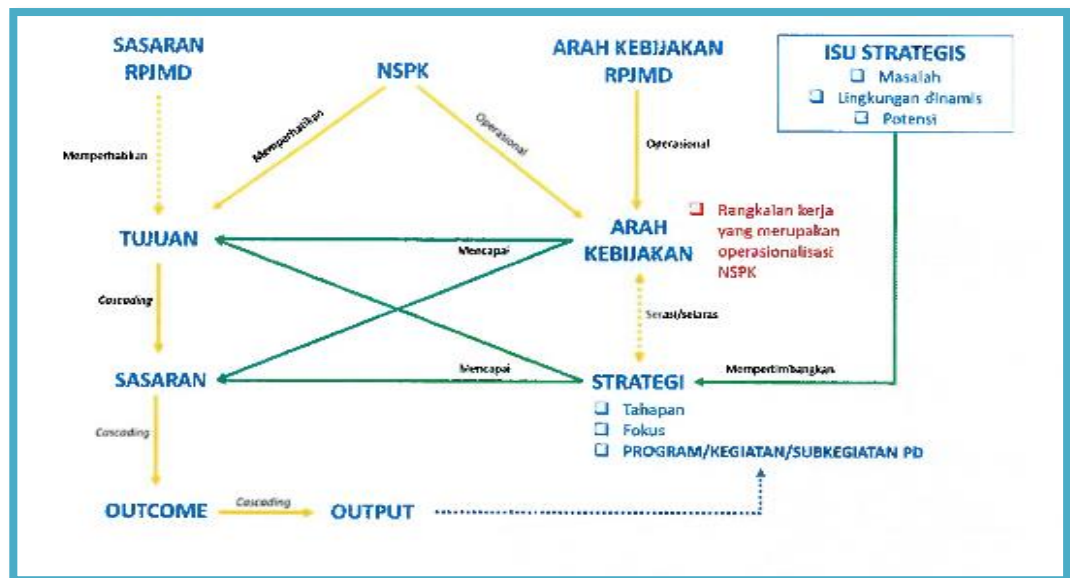 SASARAN
RPJMD
NSPK
ARAH KEBIJAKAN
RPJMD
ISU STRATEGIS
Masalah
Lingkungan dinamis
Potensi
Memperhatikan
Memperhatikan
Operasional
Operasional
TUJUAN
ARAH
KEBIJAKAN
Rangkaian kerja
yang merupakan
operasionalisasi
NSPK
Mencapai
Cascading
Serasi/selaras
SASARAN
Mencapai
STRATEGI
Mempertimbangkan
Tahapan
Fokus
PROGRAM/KEGIATAN/SUBKEGIATAN PD
Cascading
OUTCOME
Cascading
OUTPUT